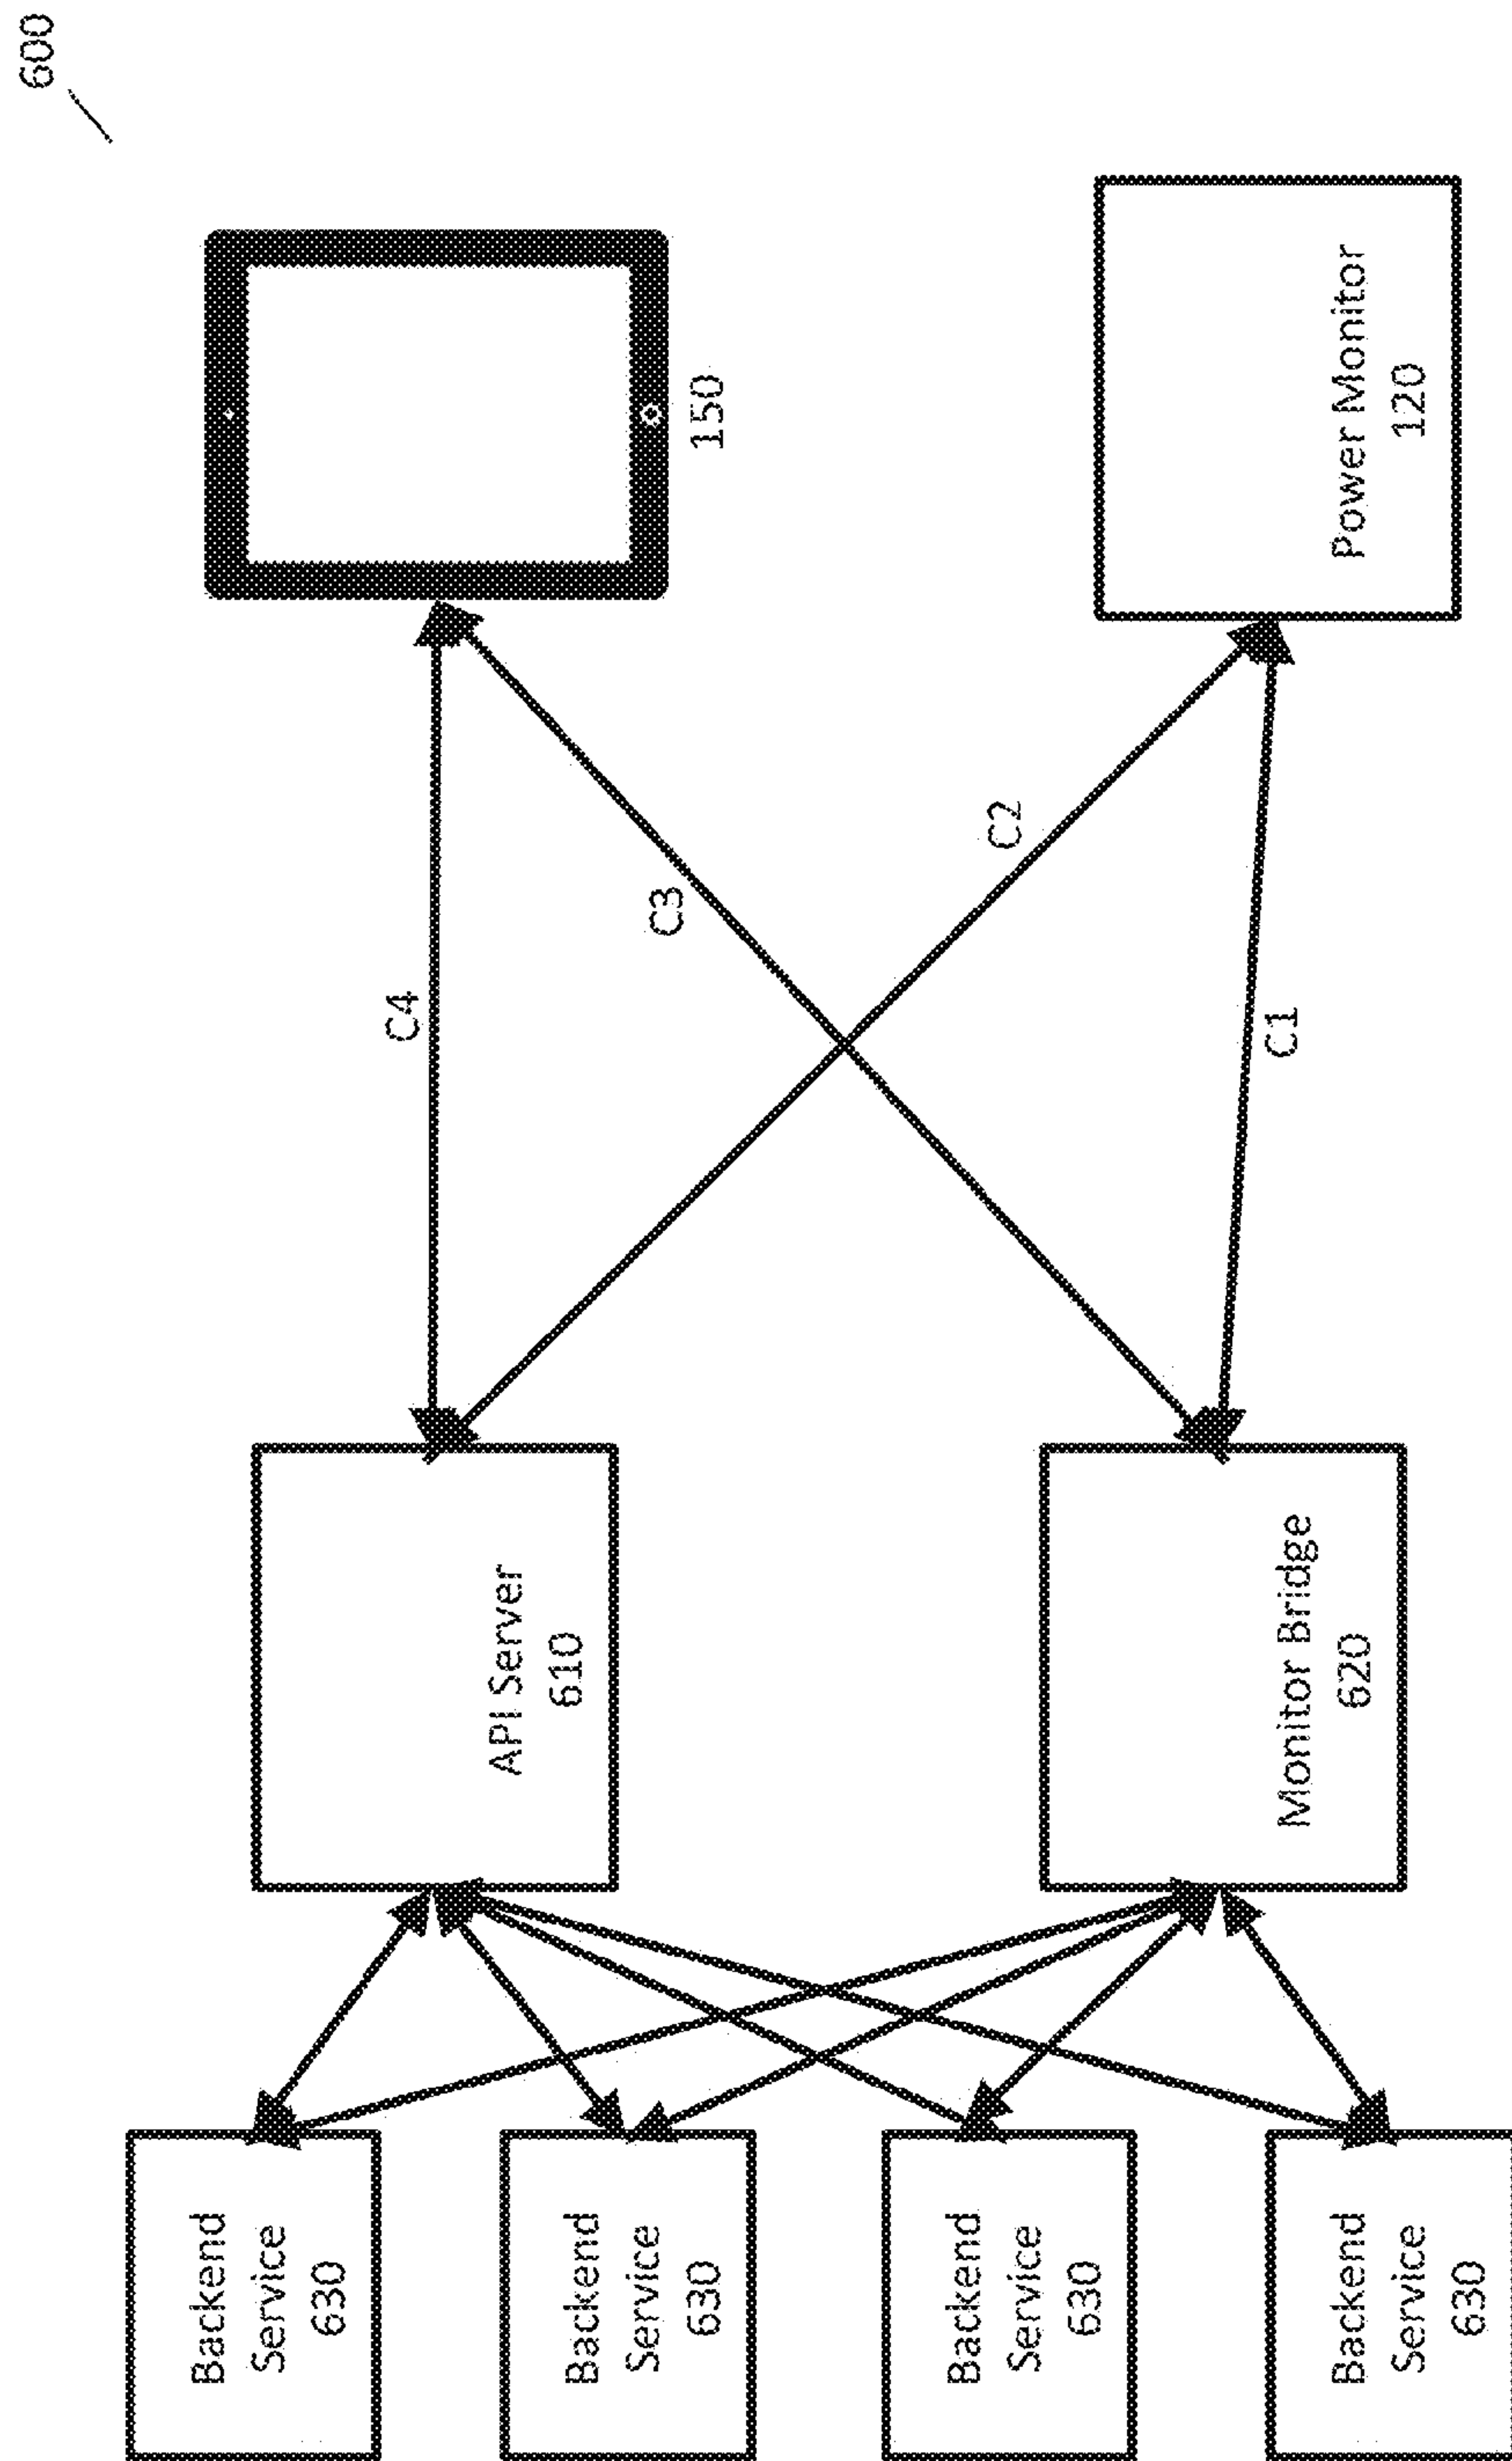 600
Backend
Service
630
API Server
610
C4
150
Backend
Service
630
C3
Backend
Service
630
C2
Monitor Bridge
620
C1
Power Monitor
120
Backend
Service
630